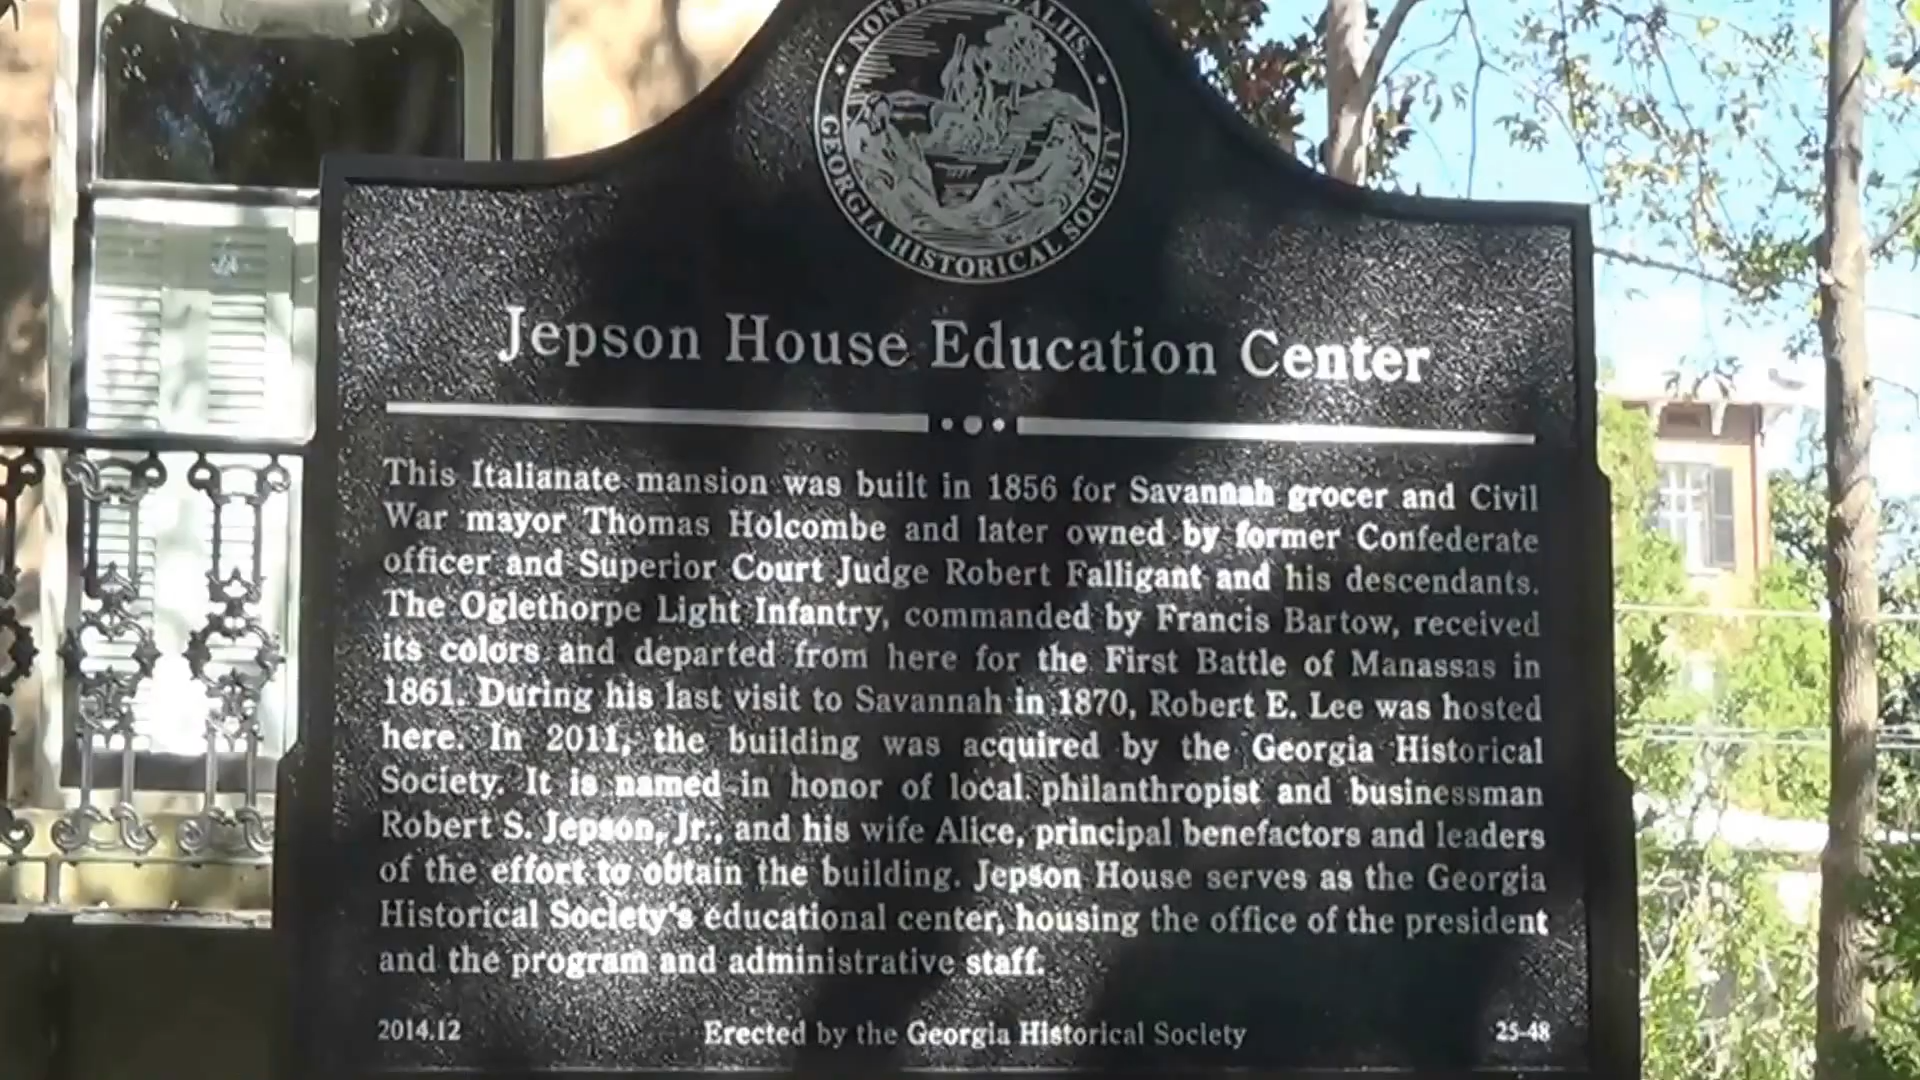 NON SIBI SED ALIIS.
GEORGIA HISTORICAL SOCIETY
Jepson House Education Center
This Italianate mansion was built in 1856 for Savannah grocer and Civil
War mayor Thomas Holcombe and later owned by former Confederate
officer and Superior Court Judge Robert Falligant and his descendants.
The Oglethorpe Light Infantry, commanded by Francis Bartow, received
its colors and departed from here for the First Battle of Manassas in
1861. During his last visit to Savannah in 1870, Robert E. Lee was hosted
here. In 2011, the building was acquired by the Georgia Historical
Society. It is named in honor of local philanthropist and businessman
Robert S. Jepson, Jr., and his wife Alice, principal benefactors and leaders
of the effort to obtain the building. Jepson House serves as the Georgia
Historical Society's educational center, housing the office of the president
and the program and administrative staff.
2014.12 Erected by the Georgia Historical Society 25-48